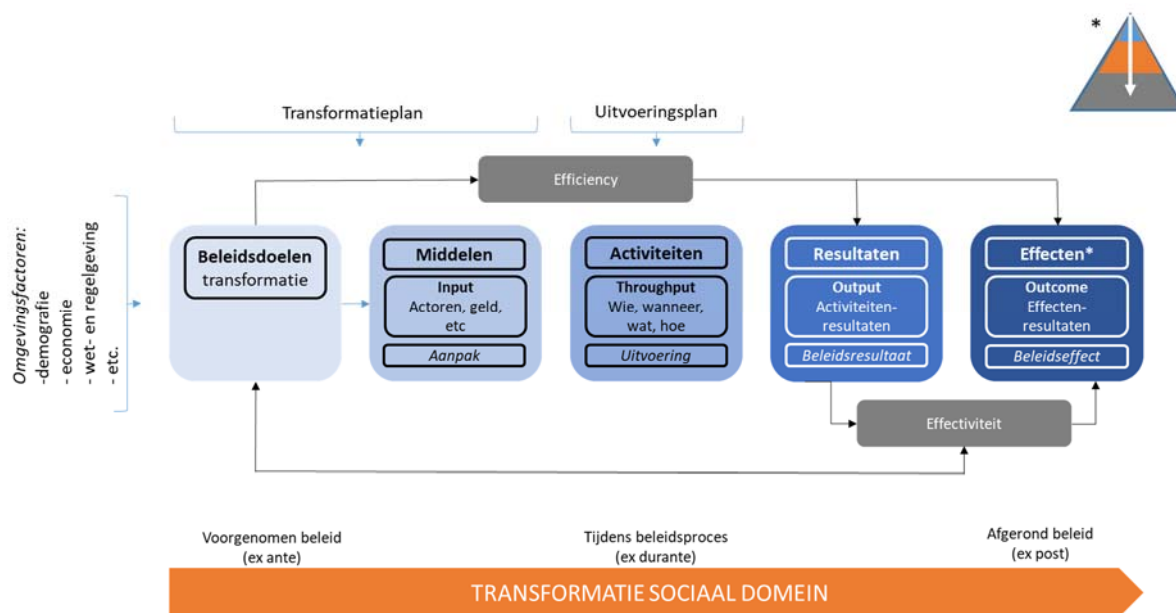 *
Transformatieplan
Uitvoeringsplan
Efficiency
Omgevingsfactoren:
-demografie
- economie
- wet- en regelgeving
- etc.
Beleidsdoelen
transformatie
Middelen
Input
Actoren, geld,
etc
Aanpak
Activiteiten
Throughput
Wie, wanneer,
wat, hoe
Uitvoering
Resultaten
Output
Activiteiten-
resultaten
Beleidsresultaat
Effecten*
Outcome
Effecten-
resultaten
Beleidseffect
Effectiviteit
Voorgenomen beleid
(ex ante)
Tijdens beleidsproces
(ex durante)
Afgerond beleid
(ex post)
TRANSFORMATIE SOCIAAL DOMEIN